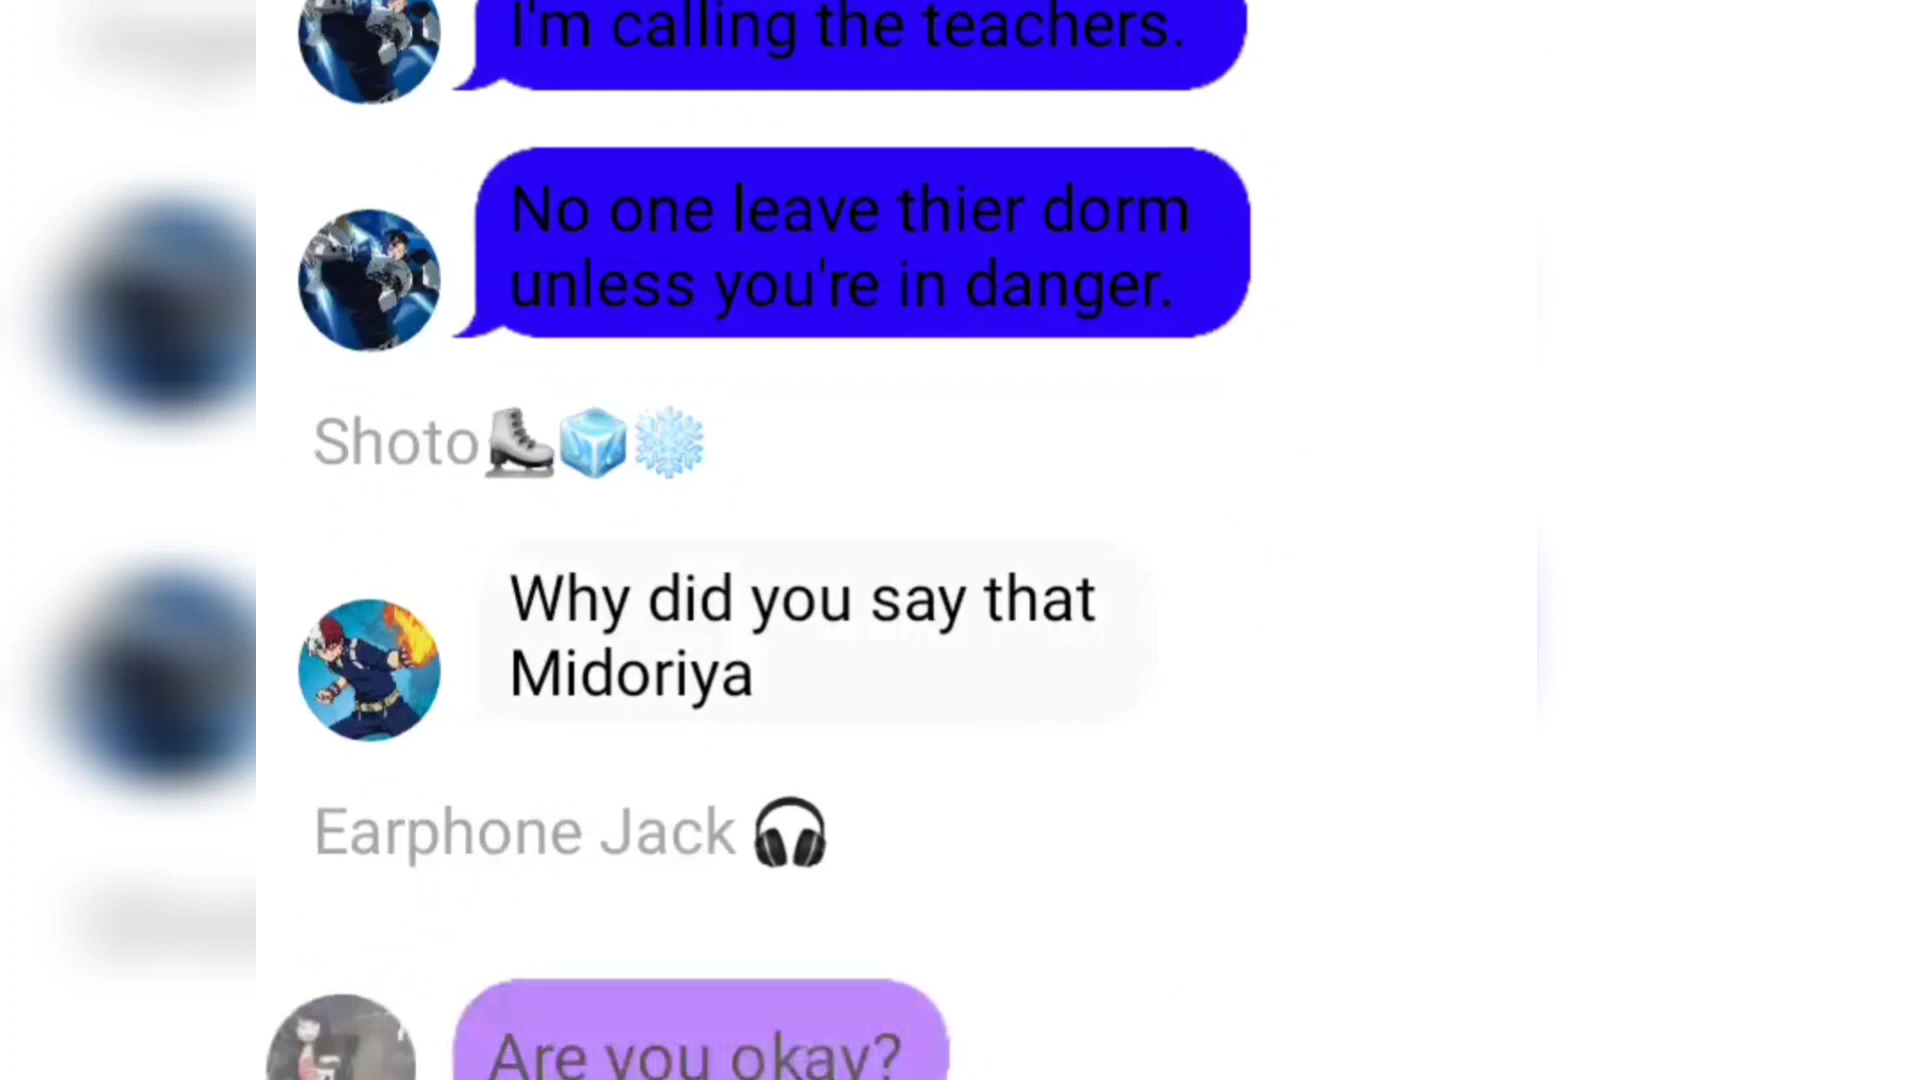 I'm calling the teachers.
No one leave thier dorm
unless you're in danger.
Shoto⛸️🧊❄️
Why did you say that
Midoriya
Earphone Jack 🎧
Are you okay?